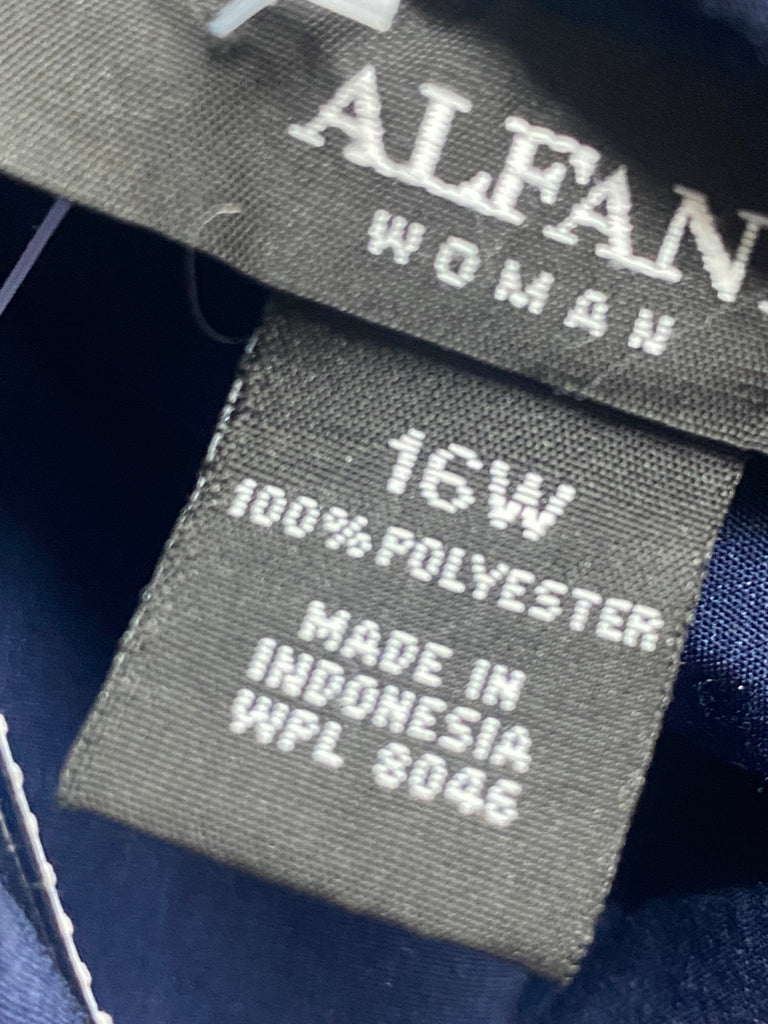 ALFAN
WOMAN
16W
100% POLYESTER
MADE IN
INDONESIA
WPL 8046